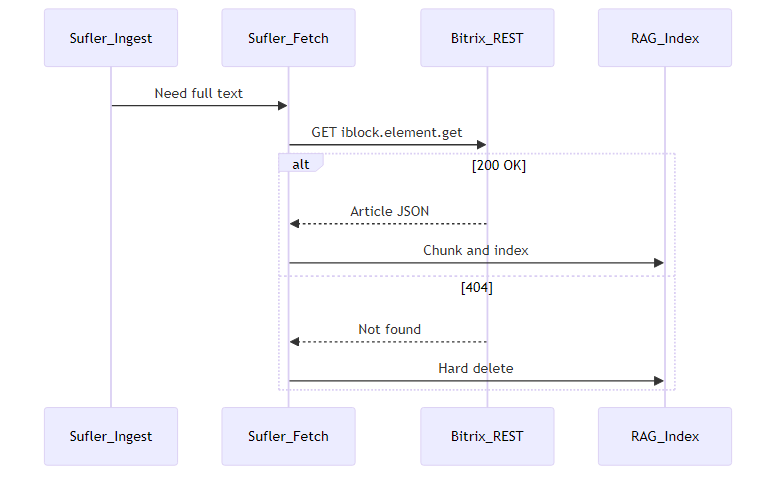 Sufler_Ingest
Sufler_Fetch
Bitrix_REST
RAG_Index
Need full text
GET iblock.element.get
alt
[200 OK]
Article JSON
Chunk and index
[404]
Not found
Hard delete
Sufler_Ingest
Sufler_Fetch
Bitrix_REST
RAG_Index